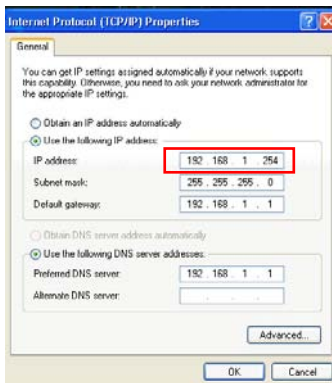 Internet Protocol (TCP/IP) Properties
General
You can get IP settings assigned automatically if your network supports
this capability. Otherwise, you need to ask your network administrator for
the appropriate IP settings.
Obtain an IP address automatically
Use the following IP address:
IP address: 192 . 168 . 1 . 254
Subnet mask: 255 . 255 . 255 . 0
Default gateway: 192 . 168 . 1 . 1
Obtain DNS server address automatically
Use the following DNS server addresses:
Preferred DNS server: 192 . 168 . 1 . 1
Alternate DNS server: . . .
Advanced...
OK Cancel